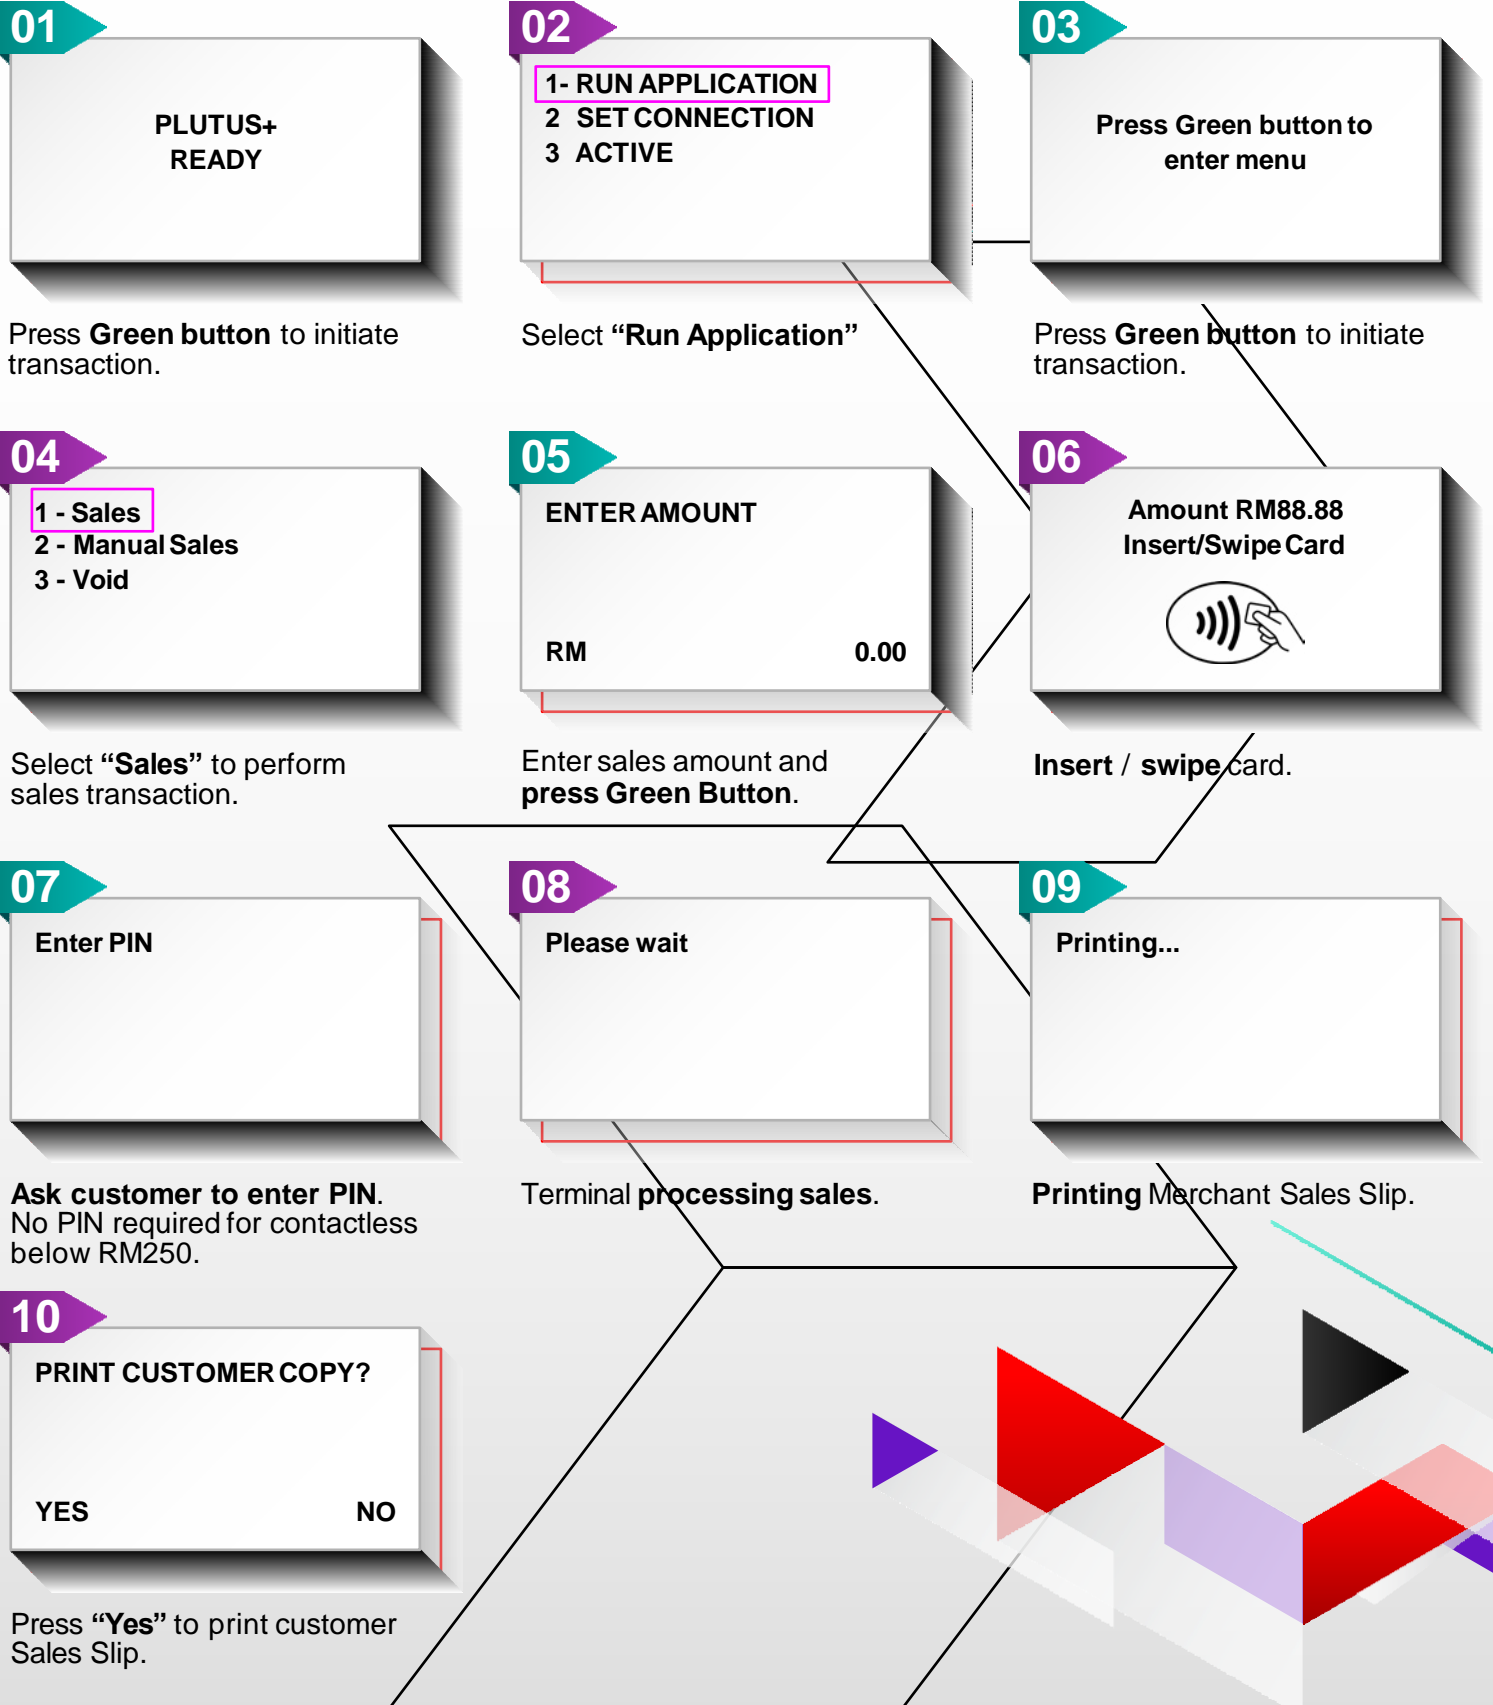 01
PLUTUS+
READY
Press Green button to initiate
transaction.
02
1- RUN APPLICATION
2 SET CONNECTION
3 ACTIVE
Select “Run Application”
03
Press Green button to
enter menu
Press Green button to initiate
transaction.
04
1 - Sales
2 - Manual Sales
3 - Void
Select “Sales” to perform
sales transaction.
05
ENTER AMOUNT
RM 0.00
Enter sales amount and
press Green Button.
06
Amount RM88.88
Insert/Swipe Card
Insert / swipe card.
07
Enter PIN
Ask customer to enter PIN.
No PIN required for contactless
below RM250.
08
Please wait
Terminal processing sales.
09
Printing...
Printing Merchant Sales Slip.
10
PRINT CUSTOMER COPY?
YES NO
Press “Yes” to print customer
Sales Slip.